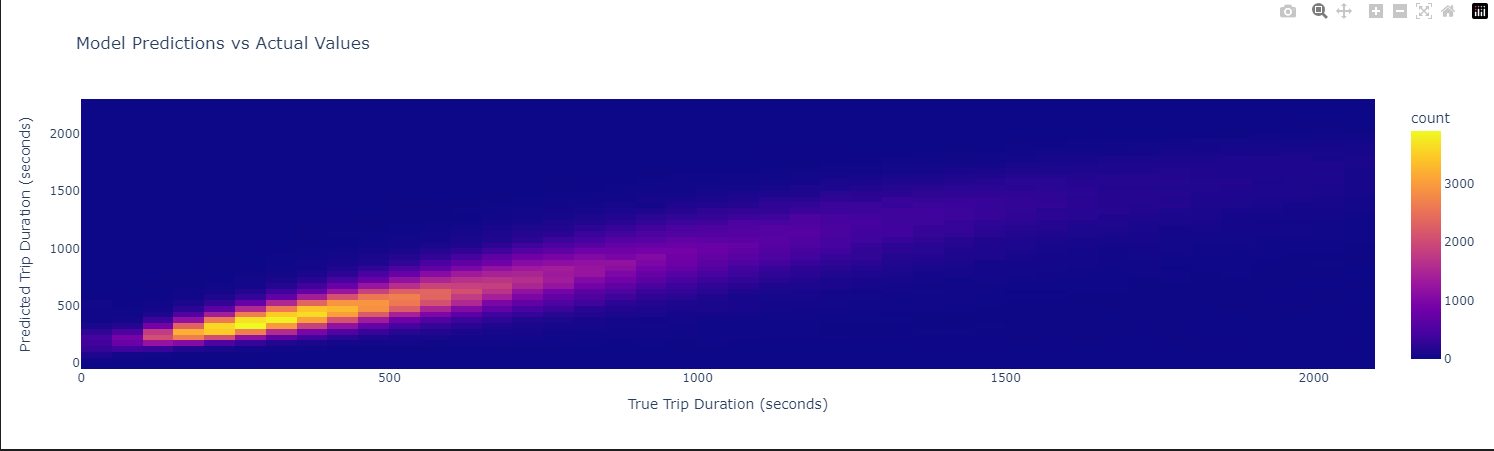 Model Predictions vs Actual Values
count
Predicted Trip Duration (seconds)
2000
1500
1000
500
0
3000
2000
1000
0
0 500 1000 1500 2000
True Trip Duration (seconds)